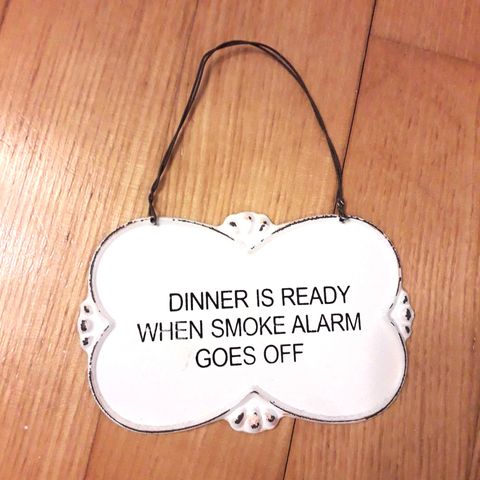 DINNER IS READY
WHEN SMOKE ALARM
GOES OFF